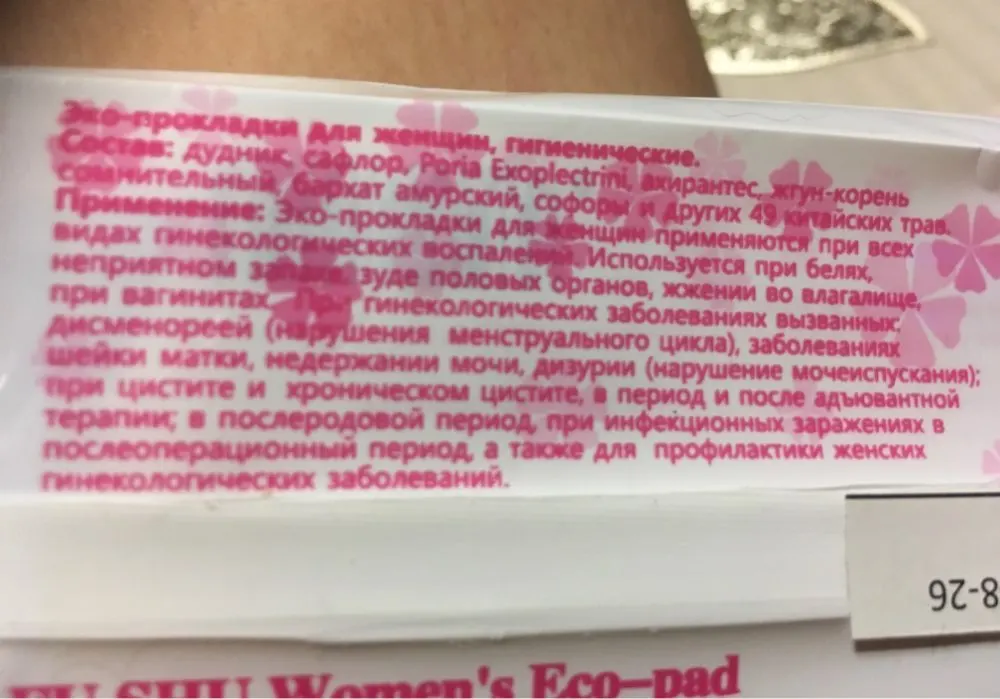 Эко-прокладки для женщин, гигиенические.
Состав: дудник, сафлор, Poria Exoplectrini, ахирантес, жгун-корень
сомнительный, бархат амурский, софоры и других 49 китайских трав.
Применение: Эко-прокладки для женщин применяются при всех
видах гинекологических воспалений. Используется при белях,
неприятном запахе, зуде половых органов, жжении во влагалище,
при вагинитах. При гинекологических заболеваниях вызванных:
дисменореей (нарушения менструального цикла), заболеваниях
шейки матки, недержании мочи, дизурии (нарушение мочеиспускания);
при цистите и хроническом цистите, в период и после адъювантной
терапии; в послеродовой период, при инфекционных заражениях в
послеоперационный период, а также для профилактики женских
гинекологических заболеваний.
8-26
SHU Women's Eco-pad